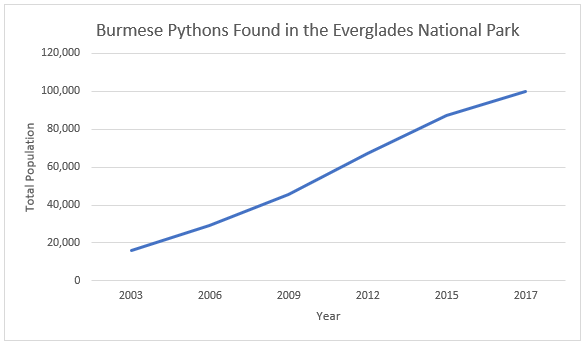 Burmese Pythons Found in the Everglades National Park
120,000
100,000
80,000
60,000
40,000
20,000
0
Total Population
2003 2006 2009 2012 2015 2017
Year